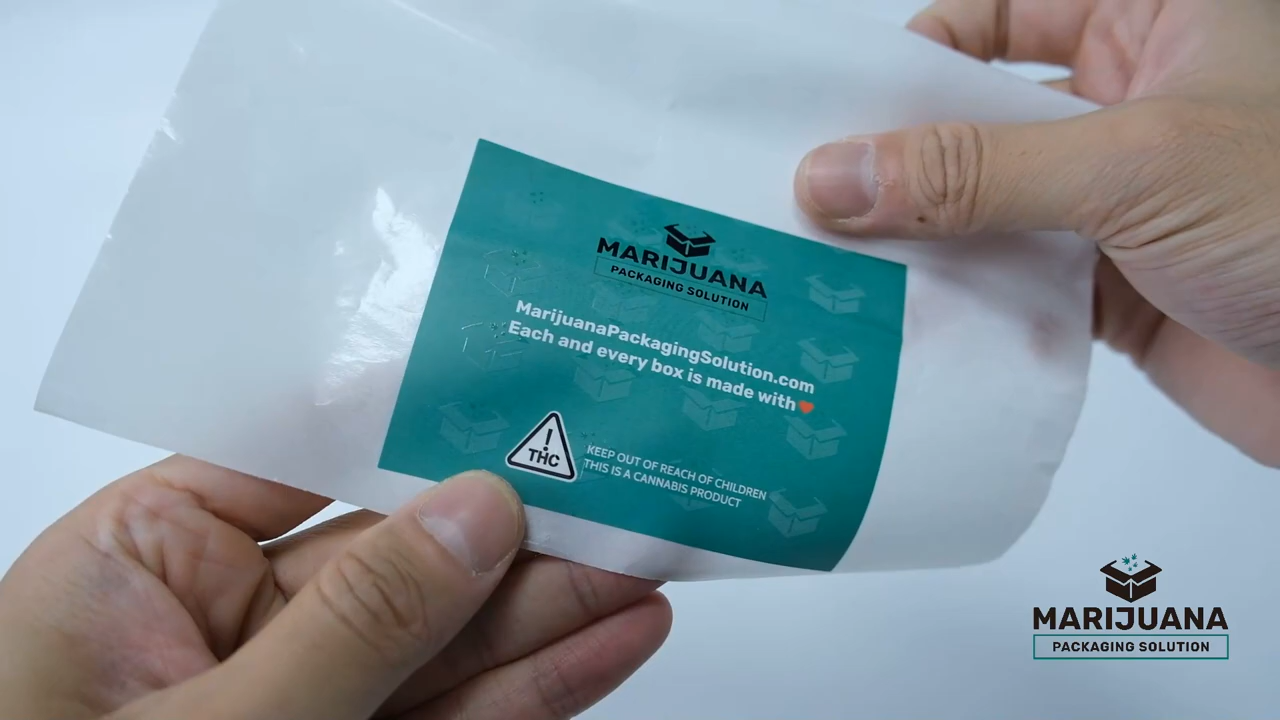 MARIJUANA
PACKAGING SOLUTION
MarijuanaPackagingSolution.com
Each and every box is made with
!
THC
KEEP OUT OF REACH OF CHILDREN
THIS IS A CANNABIS PRODUCT
MARIJUANA
PACKAGING SOLUTION